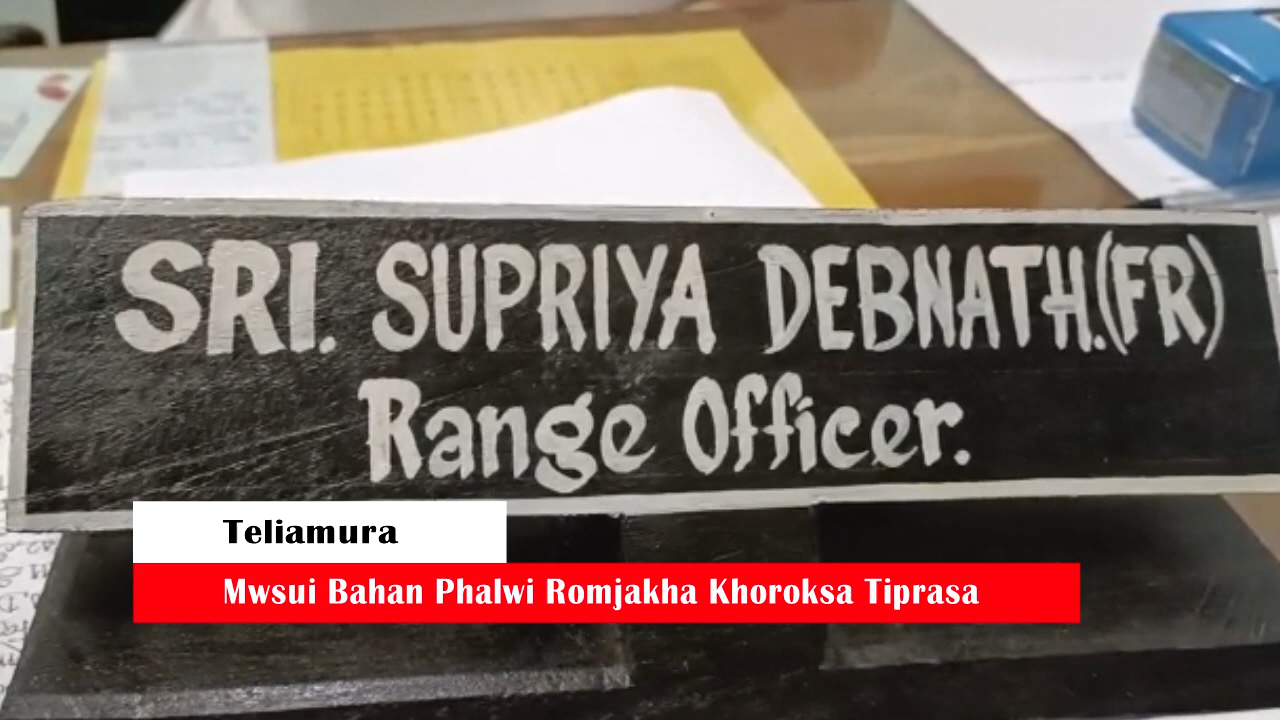 SRI. SUPRIYA DEBNATH.(FR)
Range Officer.
Teliamura
Mwsui Bahan Phalwi Romjakha Khoroksa Tiprasa